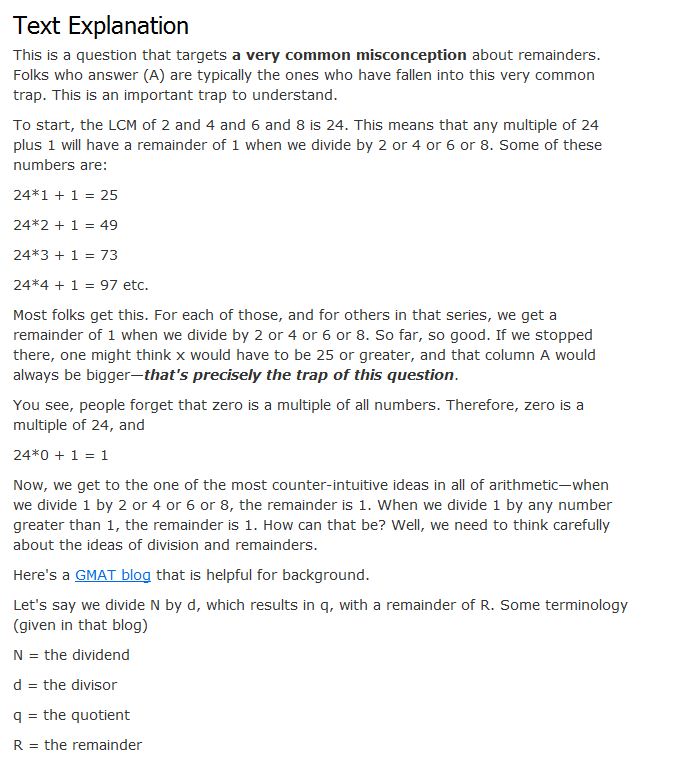 Text Explanation
This is a question that targets a very common misconception about remainders.
Folks who answer (A) are typically the ones who have fallen into this very common
trap. This is an important trap to understand.
To start, the LCM of 2 and 4 and 6 and 8 is 24. This means that any multiple of 24
plus 1 will have a remainder of 1 when we divide by 2 or 4 or 6 or 8. Some of these
numbers are:
24*1 + 1 = 25
24*2 + 1 = 49
24*3 + 1 = 73
24*4 + 1 = 97 etc.
Most folks get this. For each of those, and for others in that series, we get a
remainder of 1 when we divide by 2 or 4 or 6 or 8. So far, so good. If we stopped
there, one might think x would have to be 25 or greater, and that column A would
always be bigger—that's precisely the trap of this question.
You see, people forget that zero is a multiple of all numbers. Therefore, zero is a
multiple of 24, and
24*0 + 1 = 1
Now, we get to the one of the most counter-intuitive ideas in all of arithmetic—when
we divide 1 by 2 or 4 or 6 or 8, the remainder is 1. When we divide 1 by any number
greater than 1, the remainder is 1. How can that be? Well, we need to think carefully
about the ideas of division and remainders.
Here's a GMAT blog that is helpful for background.
Let's say we divide N by d, which results in q, with a remainder of R. Some terminology
(given in that blog)
N = the dividend
d = the divisor
q = the quotient
R = the remainder